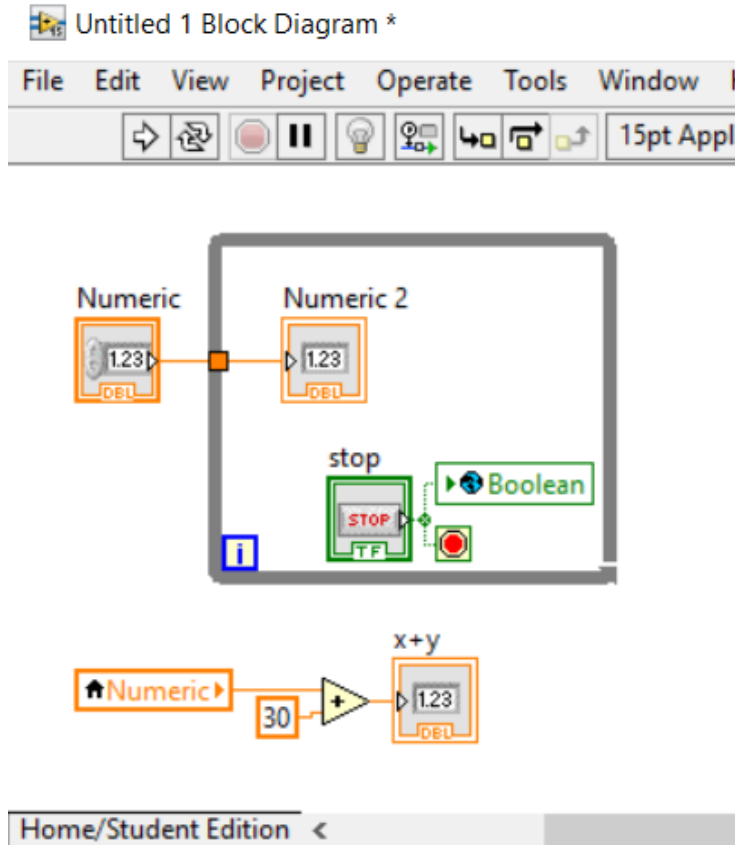 Untitled 1 Block Diagram *
File Edit View Project Operate Tools Window
15pt Appl
Numeric
Numeric 2
1.23
DBL
1.23
DBL
stop
STOP
TF
Boolean
i
x+y
Numeric
30
+
1.23
DBL
Home/Student Edition <